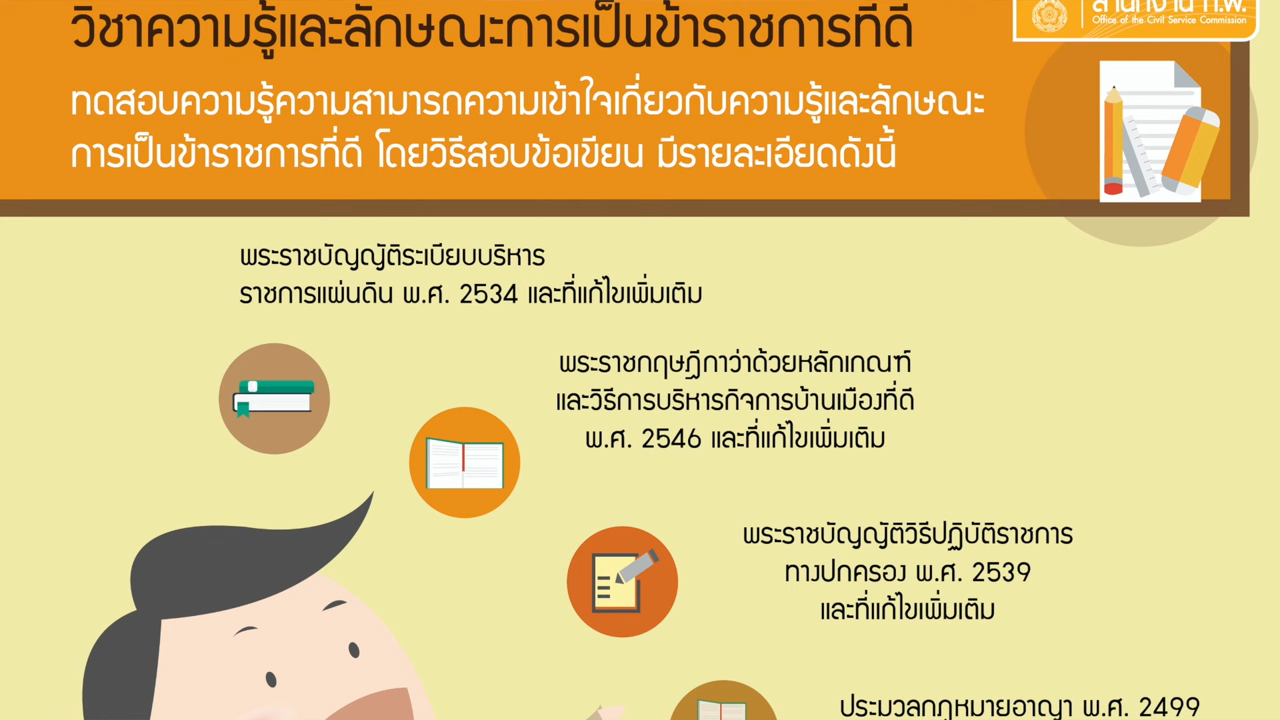 วิชาความรู้และลักษณะการเป็นข้าราชการที่ดี
สำนักงาน ก.พ.
Office of the Civil Service Commission
ทดสอบความรู้ความสามารถความเข้าใจเกี่ยวกับความรู้และลักษณะ
การเป็นข้าราชการที่ดี โดยวิธีสอบข้อเขียน มีรายละเอียดดังนี้
พระราชบัญญัติระเบียบบริหาร
ราชการแผ่นดิน พ.ศ. 2534 และที่แก้ไขเพิ่มเติม
พระราชกฤษฎีกาว่าด้วยหลักเกณฑ์
และวิธีการบริหารกิจการบ้านเมืองที่ดี
พ.ศ. 2546 และที่แก้ไขเพิ่มเติม
พระราชบัญญัติวิธีปฏิบัติราชการ
ทางปกครอง พ.ศ. 2539
และที่แก้ไขเพิ่มเติม
ประมวลกฎหมายอาญา พ.ศ. 2499